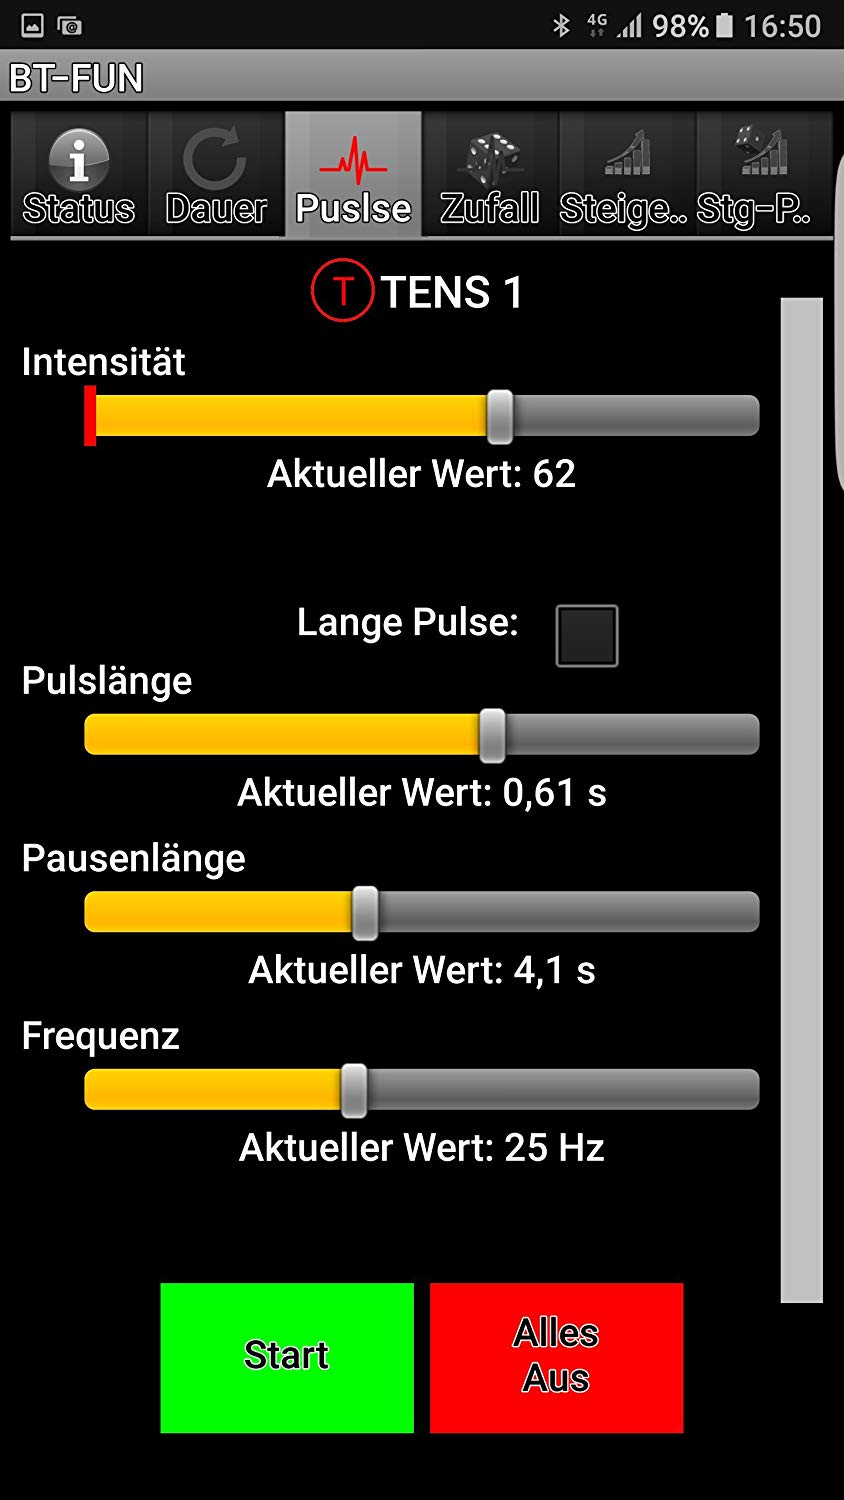 4G 98% 16:50
BT-FUN
Status Dauer Puslse Zufall Steige.. Stg-P..
T TENS 1
Intensität
Aktueller Wert: 62
Lange Pulse:
Pulslänge
Aktueller Wert: 0,61 s
Pausenlänge
Aktueller Wert: 4,1 s
Frequenz
Aktueller Wert: 25 Hz
Start
Alles
Aus